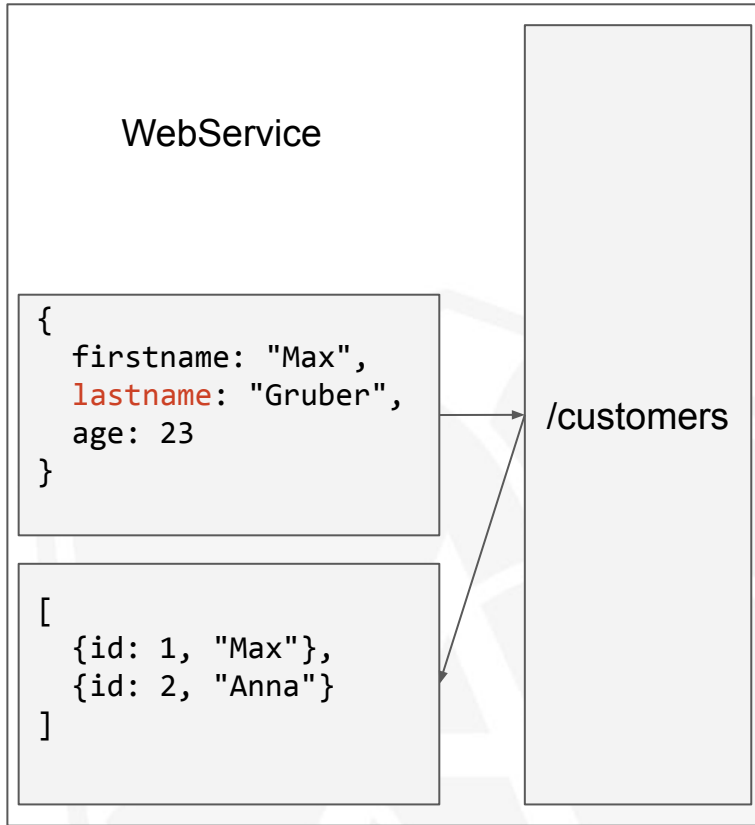 WebService
{
  firstname: "Max",
  lastname: "Gruber",
  age: 23
}
/customers
[
  {id: 1, "Max"},
  {id: 2, "Anna"}
]